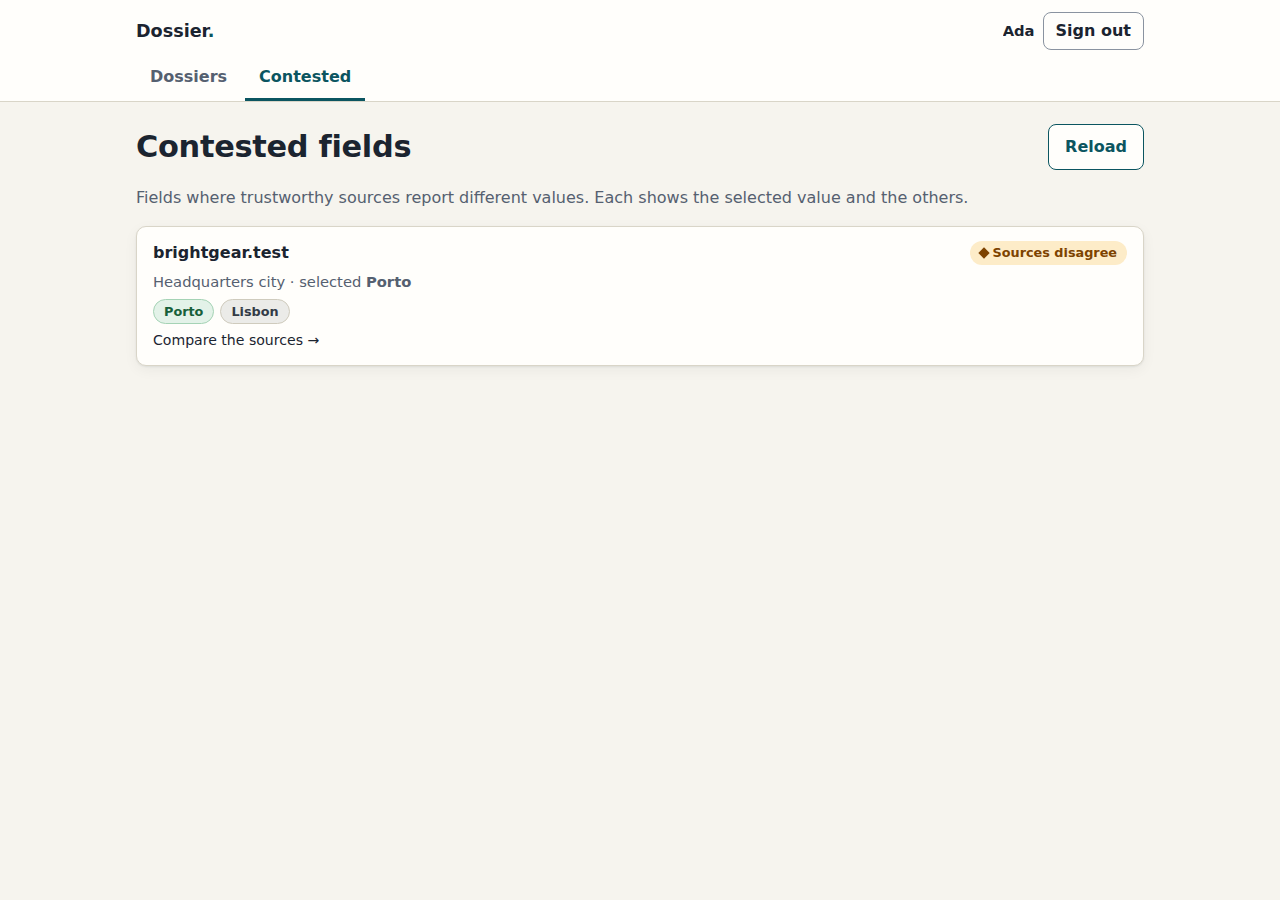 Dossier.
Ada
Sign out
Dossiers
Contested
Contested fields
Reload
Fields where trustworthy sources report different values. Each shows the selected value and the others.
brightgear.test
◆ Sources disagree
Headquarters city · selected Porto
Porto
Lisbon
Compare the sources →